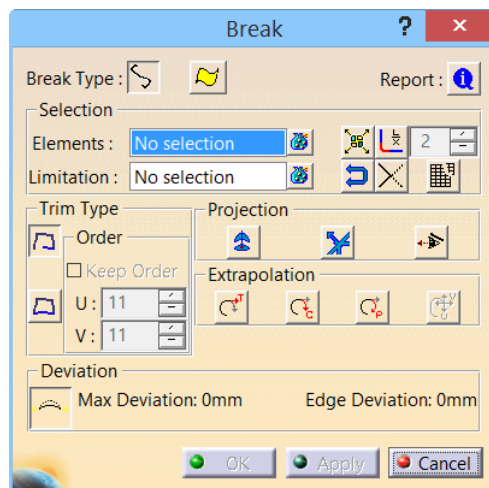 Break ?
Break Type : Report :
Selection
Elements : No selection 2
Limitation : No selection
Trim Type Projection
Order
Keep Order Extrapolation
U : 11 T C P U V
V : 11
Deviation
Max Deviation: 0mm Edge Deviation: 0mm
OK Apply Cancel